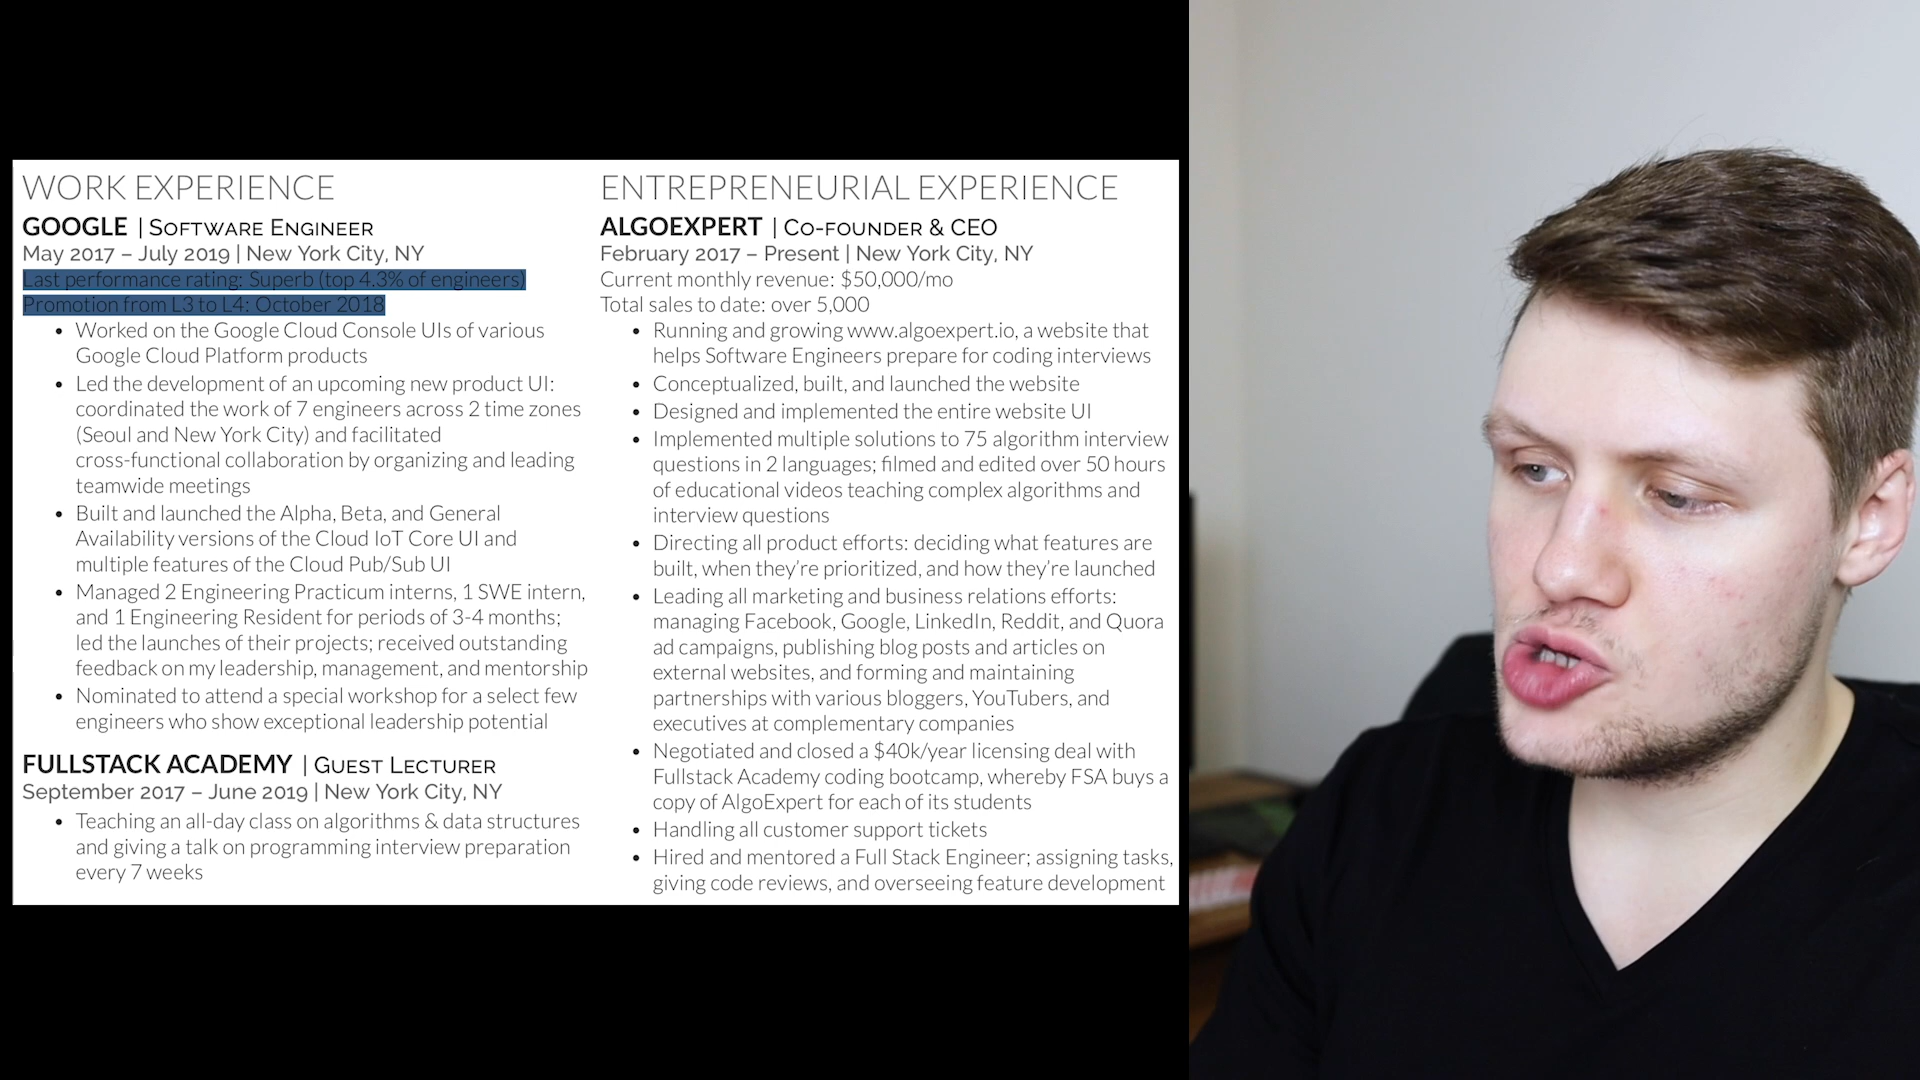 WORK EXPERIENCE
GOOGLE | SOFTWARE ENGINEER
May 2017 – July 2019 | New York City, NY
Last performance rating: Superb (top 4.3% of engineers)
Promotion from L3 to L4: October 2018
• Worked on the Google Cloud Console UIs of various
Google Cloud Platform products
• Led the development of an upcoming new product UI:
coordinated the work of 7 engineers across 2 time zones
(Seoul and New York City) and facilitated
cross-functional collaboration by organizing and leading
teamwide meetings
• Built and launched the Alpha, Beta, and General
Availability versions of the Cloud IoT Core UI and
multiple features of the Cloud Pub/Sub UI
• Managed 2 Engineering Practicum interns, 1 SWE intern,
and 1 Engineering Resident for periods of 3-4 months;
led the launches of their projects; received outstanding
feedback on my leadership, management, and mentorship
• Nominated to attend a special workshop for a select few
engineers who show exceptional leadership potential
FULLSTACK ACADEMY | GUEST LECTURER
September 2017 – June 2019 | New York City, NY
• Teaching an all-day class on algorithms & data structures
and giving a talk on programming interview preparation
every 7 weeks
ENTREPRENEURIAL EXPERIENCE
ALGOEXPERT | CO-FOUNDER & CEO
February 2017 – Present | New York City, NY
Current monthly revenue: $50,000/mo
Total sales to date: over 5,000
• Running and growing www.algoexpert.io, a website that
helps Software Engineers prepare for coding interviews
• Conceptualized, built, and launched the website
• Designed and implemented the entire website UI
• Implemented multiple solutions to 75 algorithm interview
questions in 2 languages; filmed and edited over 50 hours
of educational videos teaching complex algorithms and
interview questions
• Directing all product efforts: deciding what features are
built, when they're prioritized, and how they're launched
• Leading all marketing and business relations efforts:
managing Facebook, Google, LinkedIn, Reddit, and Quora
ad campaigns, publishing blog posts and articles on
external websites, and forming and maintaining
partnerships with various bloggers, YouTubers, and
executives at complementary companies
• Negotiated and closed a $40k/year licensing deal with
Fullstack Academy coding bootcamp, whereby FSA buys a
copy of AlgoExpert for each of its students
• Handling all customer support tickets
• Hired and mentored a Full Stack Engineer; assigning tasks,
giving code reviews, and overseeing feature development